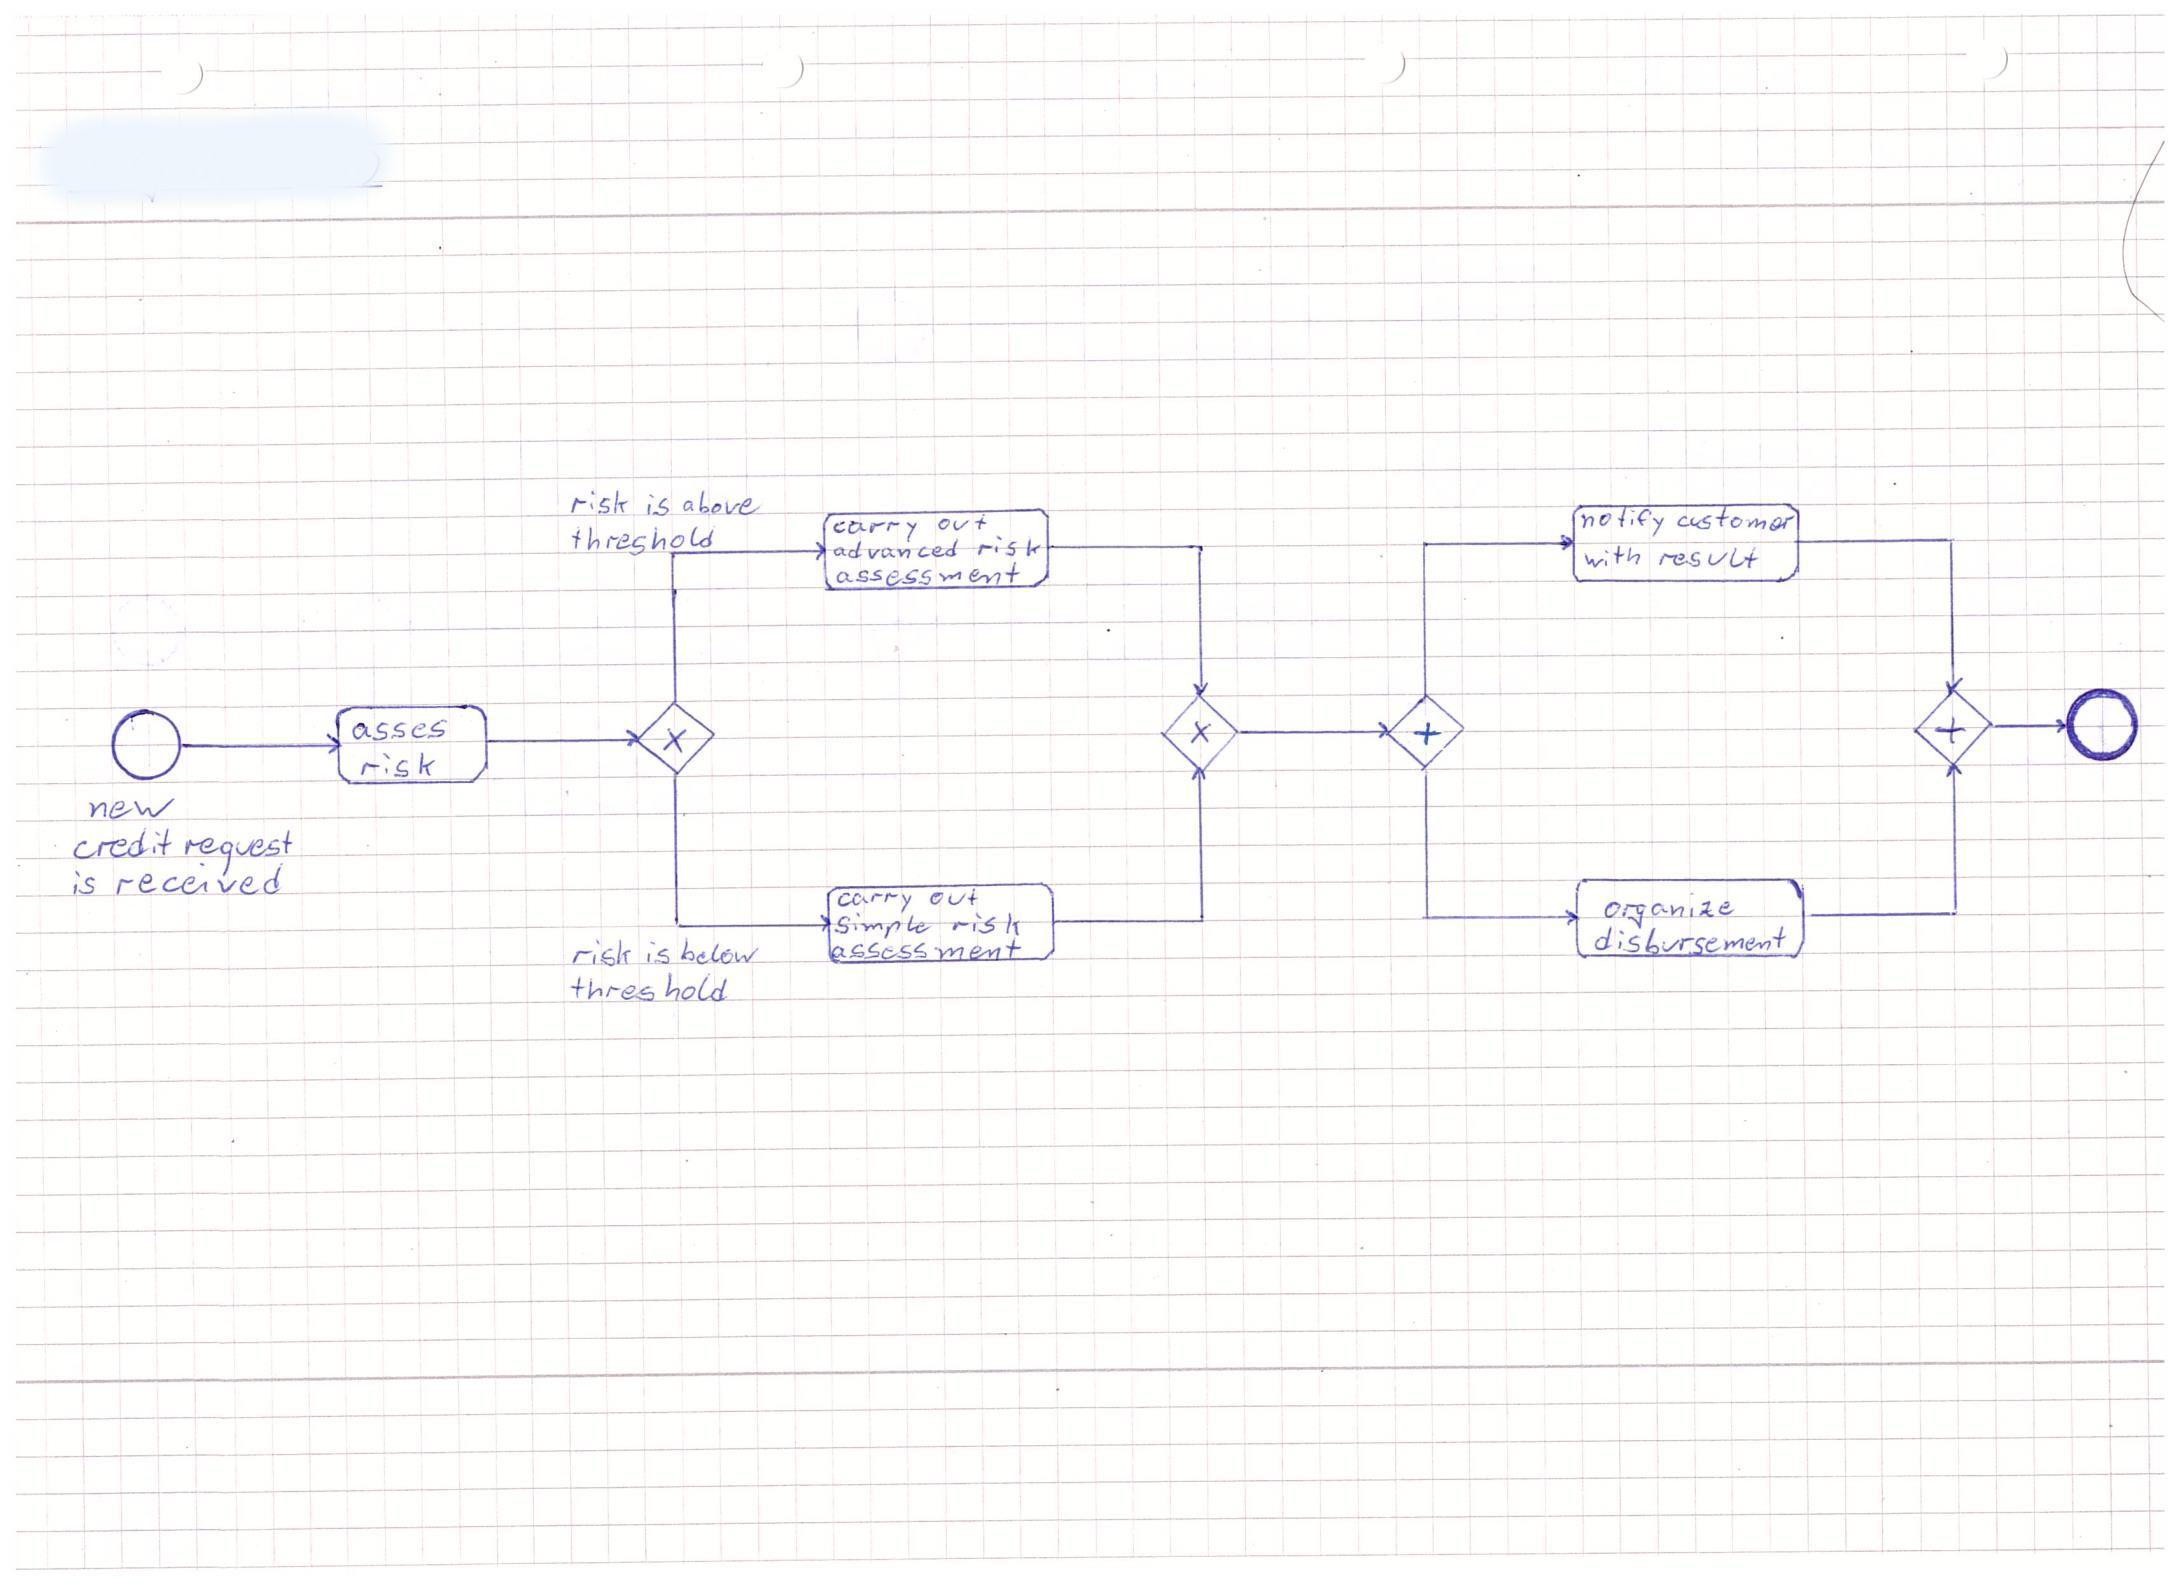 new
credit request
is received
asses
risk
risk is above
threshold
carry out
advanced risk
assessment
risk is below
threshold
carry out
simple risk
assessment
notify customer
with result
organize
disbursement